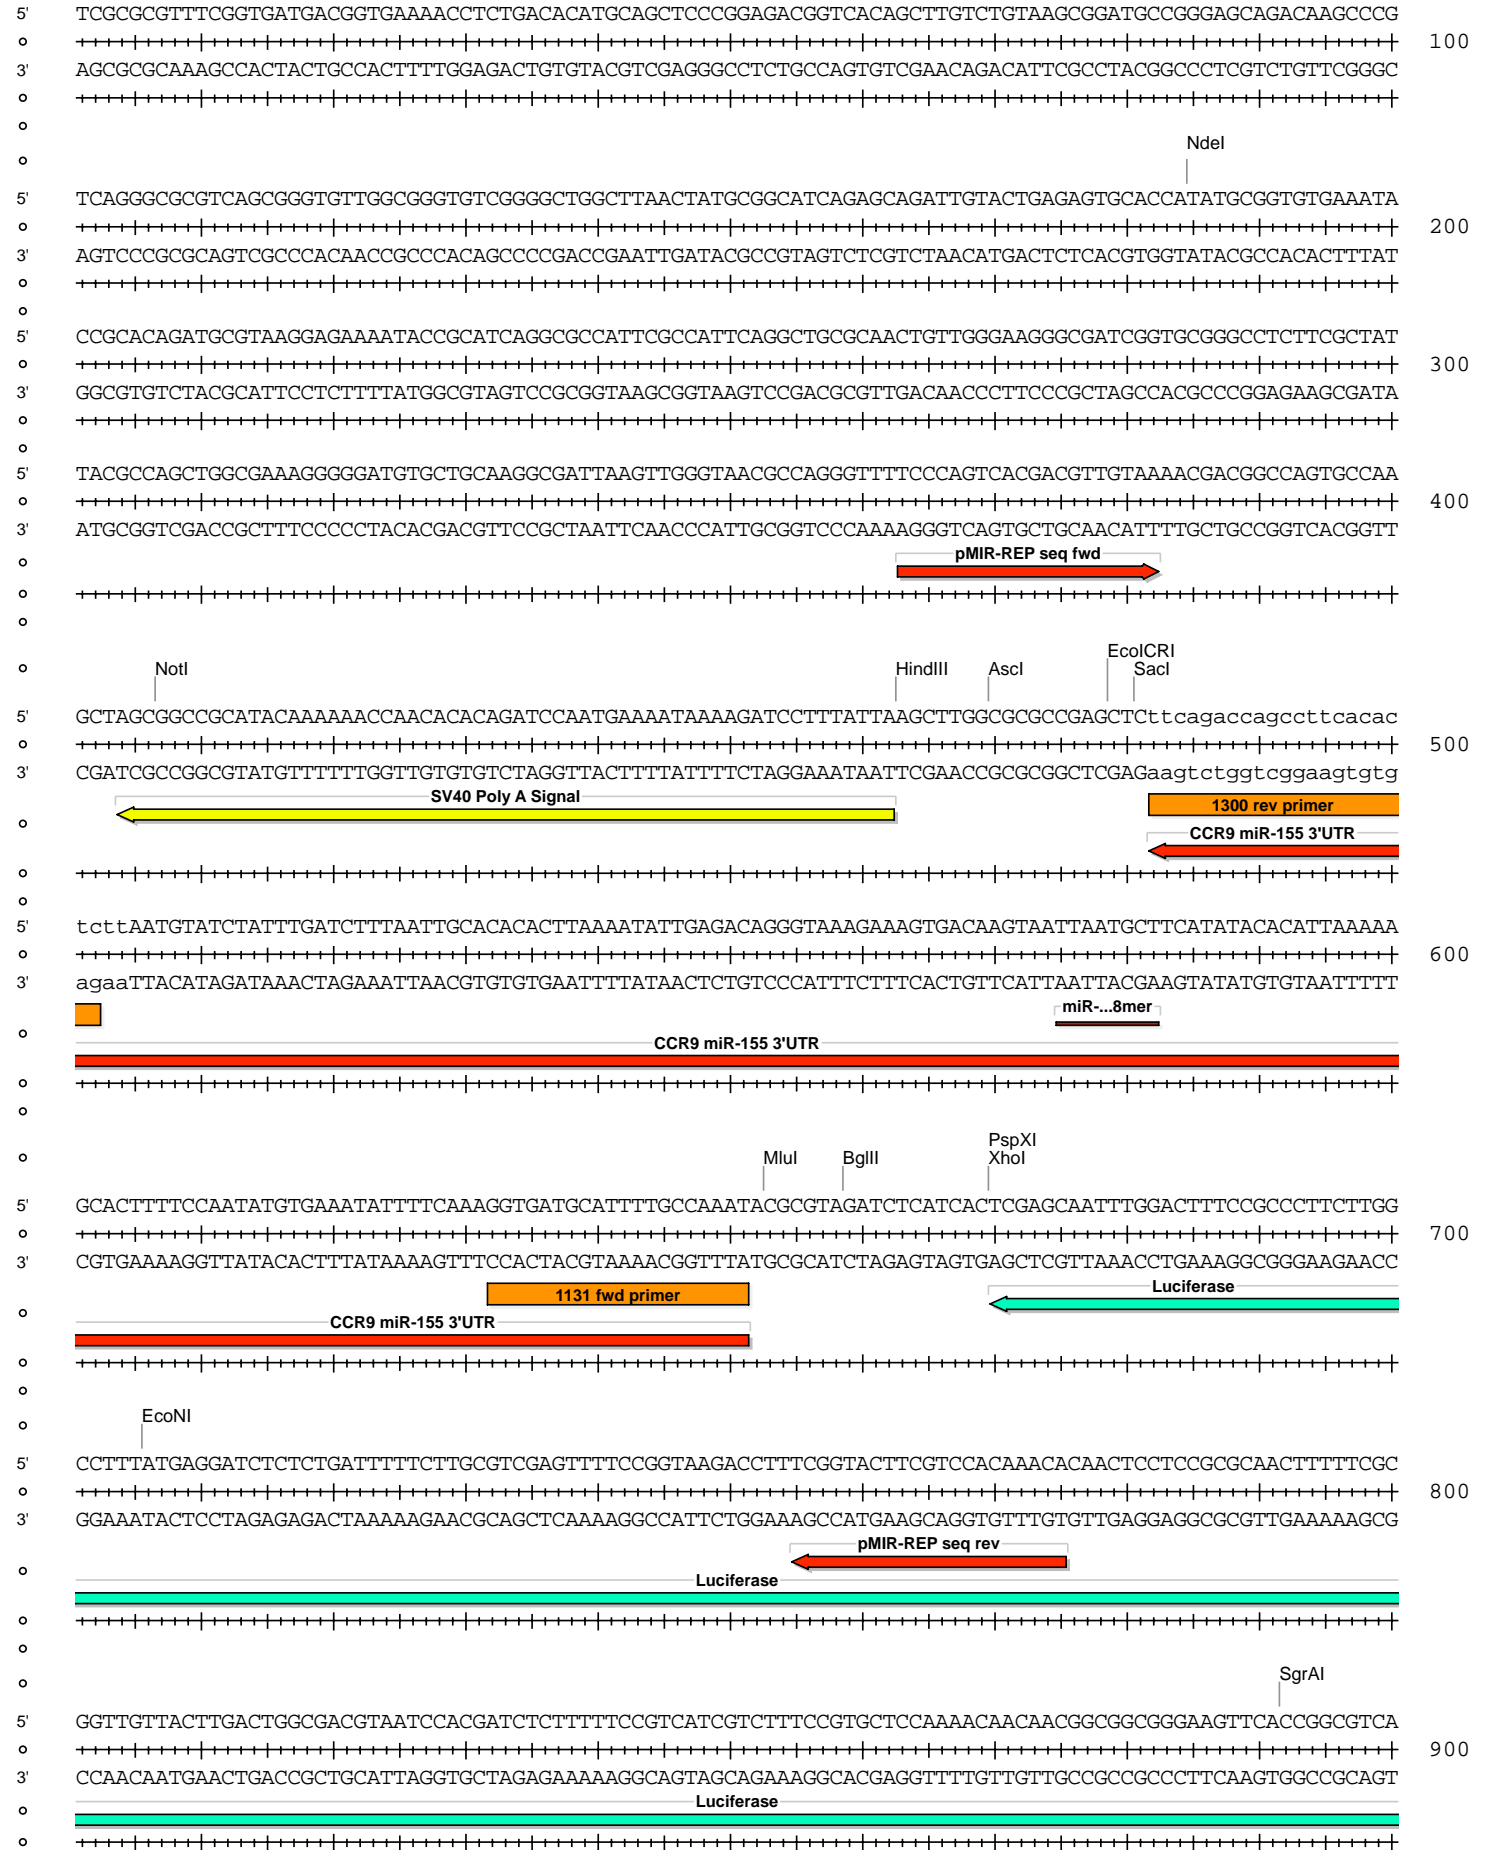 5' TCGCGCGTTTCGGTGATGACGGTGAAAACCTCTGACACATGCAGCTCCCGGAGACGGTCACAGCTTGTCTGTAAGCGGATGCCGGGAGCAGACAAGCCCG
100
3' AGCGCGCAAAGCCACTACTGCCACTTTTGGAGACTGTGTACGTCGAGGGCCTCTGCCAGTGTCGAACAGACATTCGCCTACGGCCCTCGTCTGTTCGGGC
NdeI
5' TCAGGGCGCGTCAGCGGGTGTTGGCGGGTGTCGGGGCTGGCTTAACTATGCGGCATCAGAGCAGATTGTACTGAGAGTGCACCATATGCGGTGTGAAATA
200
3' AGTCCCGCGCAGTCGCCCACAACCGCCCACAGCCCCGACCGAATTGATACGCCGTAGTCTCGTCTAACATGACTCTCACGTGGTATACGCCACACTTTAT
5' CCGCACAGATGCGTAAGGAGAAAATACCGCATCAGGCGCCATTCGCCATTCAGGCTGCGCAACTGTTGGGAAGGGCGATCGGTGCGGGCCTCTTCGCTAT
300
3' GGCGTGTCTACGCATTCCTCTTTTATGGCGTAGTCCGCGGTAAGCGGTAAGTCCGACGCGTTGACAACCCTTCCCGCTAGCCACGCCCGGAGAAGCGATA
5' TACGCCAGCTGGCGAAAGGGGGATGTGCTGCAAGGCGATTAAGTTGGGTAACGCCAGGGTTTTCCCAGTCACGACGTTGTAAAACGACGGCCAGTGCCAA
400
3' ATGCGGTCGACCGCTTTCCCCCTACACGACGTTCCGCTAATTCAACCCATTGCGGTCCCAAAAGGGTCAGTGCTGCAACATTTTGCTGCCGGTCACGGTT
pMIR-REP seq fwd
EcoICRI
NotI HindIII AscI SacI
5' GCTAGCGGCCGCATACAAAAAACCAACACACAGATCCAATGAAAATAAAAGATCCTTTATTAAGCTTGGCGCGCCGAGCTCttcagaccagccttcacac
500
3' CGATCGCCGGCGTATGTTTTTTGGTTGTGTGTCTAGGTTACTTTTATTTTCTAGGAAATAATTCGAACCGCGCGGCTCGAGaagtctggtcggaagtgtg
SV40 Poly A Signal
1300 rev primer
CCR9 miR-155 3'UTR
5' tcttAATGTATCTATTTGATCTTTAATTGCACACACTTAAAATATTGAGACAGGGTAAAGAAAGTGACAAGTAATTAATGCTTCATATACACATTAAAAA
600
3' agaaTTACATAGATAAACTAGAAATTAACGTGTGTGAATTTTATAACTCTGTCCCATTTCTTTCACTGTTCATTAATTACGAAGTATATGTGTAATTTTT
miR-...8mer
CCR9 miR-155 3'UTR
PspXI
MluI BglII XhoI
5' GCACTTTTCCAATATGTGAAATATTTTCAAAGGTGATGCATTTTGCCAAATACGCGTAGATCTCATCACTCGAGCAATTTGGACTTTCCGCCCTTCTTGG
700
3' CGTGAAAAGGTTATACACTTTATAAAAGTTTCCACTACGTAAAACGGTTTATGCGCATCTAGAGTAGTGAGCTCGTTAAACCTGAAAGGCGGGAAGAACC
Luciferase
1131 fwd primer
CCR9 miR-155 3'UTR
EcoNI
5' CCTTTATGAGGATCTCTCTGATTTTTCTTGCGTCGAGTTTTCCGGTAAGACCTTTCGGTACTTCGTCCACAAACACAACTCCTCCGCGCAACTTTTTCGC
800
3' GGAAATACTCCTAGAGAGACTAAAAAGAACGCAGCTCAAAAGGCCATTCTGGAAAGCCATGAAGCAGGTGTTTGTGTTGAGGAGGCGCGTTGAAAAAGCG
pMIR-REP seq rev
Luciferase
SgrAI
5' GGTTGTTACTTGACTGGCGACGTAATCCACGATCTCTTTTTCCGTCATCGTCTTTCCGTGCTCCAAAACAACAACGGCGGCGGGAAGTTCACCGGCGTCA
900
3' CCAACAATGAACTGACCGCTGCATTAGGTGCTAGAGAAAAAGGCAGTAGCAGAAAGGCACGAGGTTTTGTTGTTGCCGCCGCCCTTCAAGTGGCCGCAGT
Luciferase